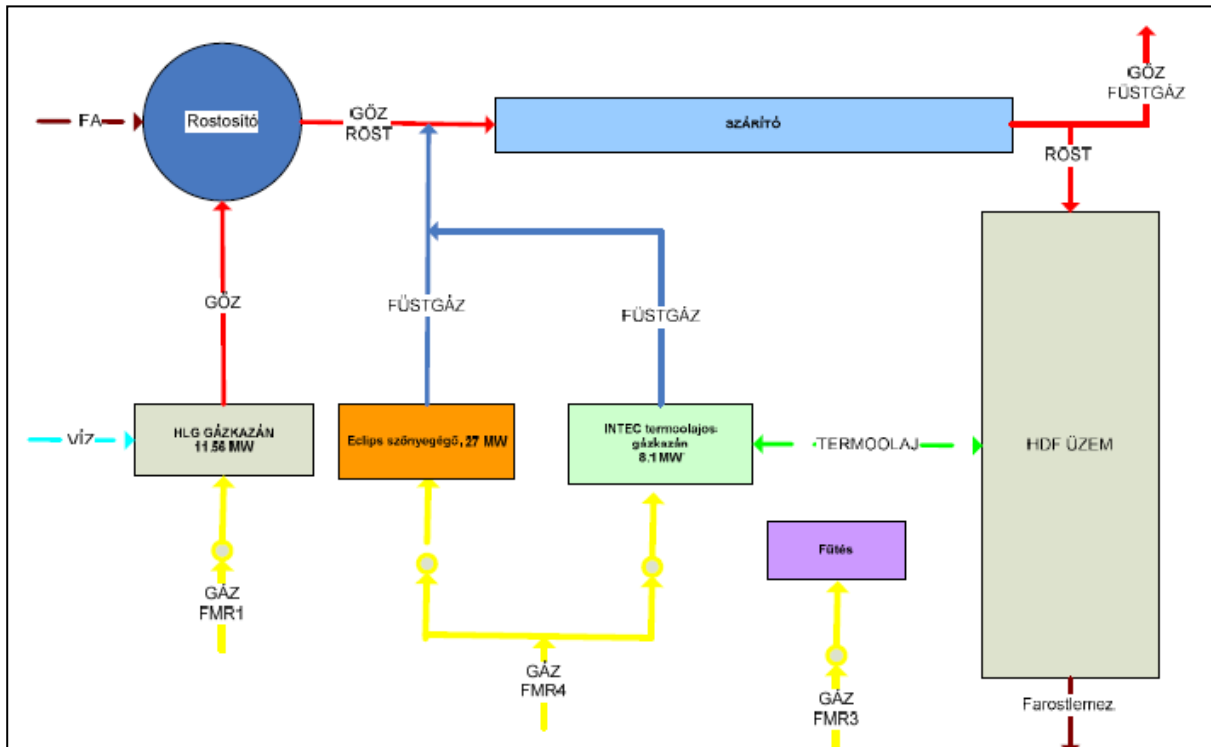 GŐZ
FÜSTGÁZ
FA
Rostosító
GŐZ
ROST
SZÁRÍTÓ
ROST
GŐZ
FÜSTGÁZ
FÜSTGÁZ
VÍZ
HLG GÁZKAZÁN
11.56 MW
Eclips szőnyegégő, 27 MW
INTEC termoolajos
gázkazán
8.1 MW
TERMOOLAJ
HDF ÜZEM
Fűtés
GÁZ
FMR1
GÁZ
FMR4
GÁZ
FMR3
Farostlemez